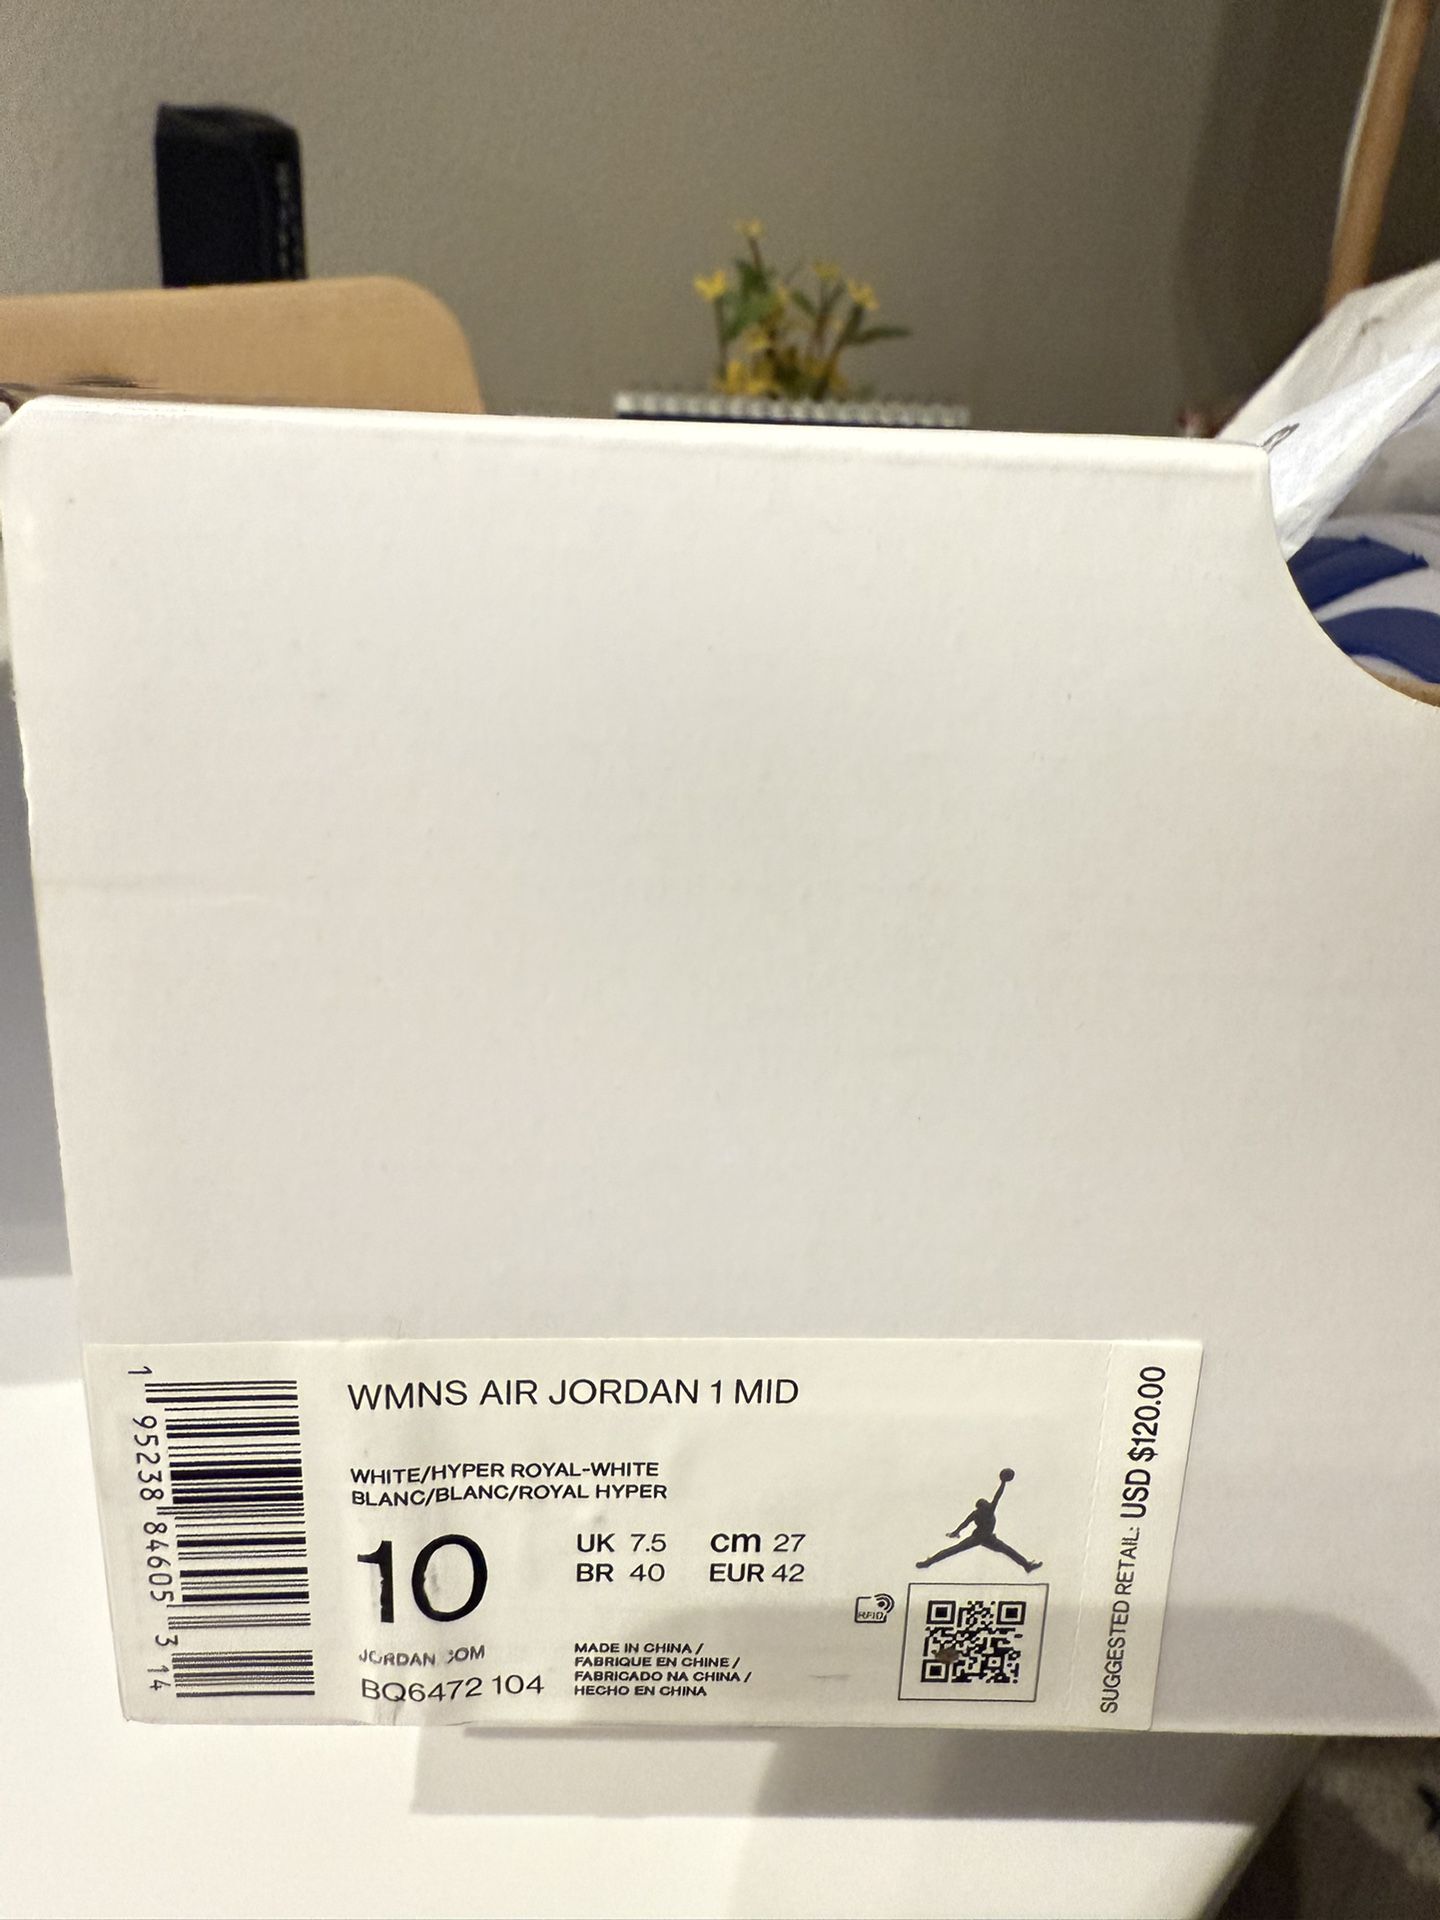 WMNS AIR JORDAN 1 MID
WHITE/HYPER ROYAL-WHITE
BLANC/BLANC/ROYAL HYPER
10
UK 7.5 cm 27
BR 40 EUR 42
JORDAN.COM
BQ6472 104
MADE IN CHINA /
FABRIQUE EN CHINE /
FABRICADO NA CHINA /
HECHO EN CHINA
RFID
1 95238 84605 3 14
SUGGESTED RETAIL: USD $120.00